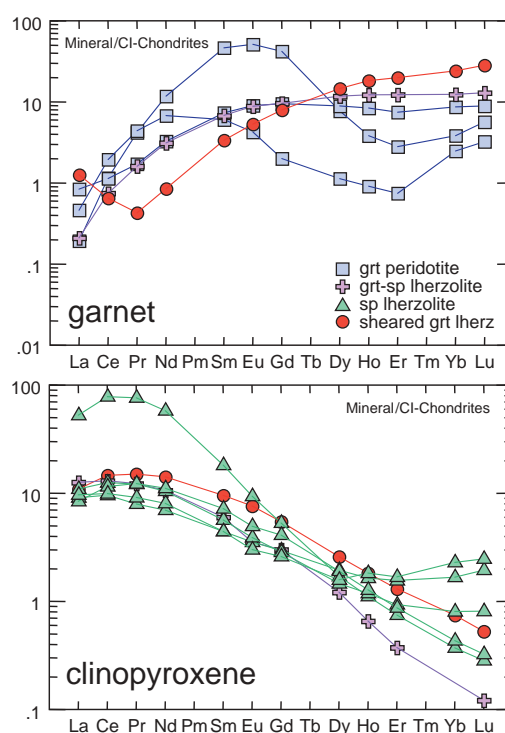 100
Mineral/CI-Chondrites
10
1
.1
.01
grt peridotite
grt-sp lherzolite
sp lherzolite
sheared grt lherz
garnet
La Ce Pr Nd Pm Sm Eu Gd Tb Dy Ho Er Tm Yb Lu
100
Mineral/CI-Chondrites
10
1
.1
clinopyroxene
La Ce Pr Nd Pm Sm Eu Gd Tb Dy Ho Er Tm Yb Lu